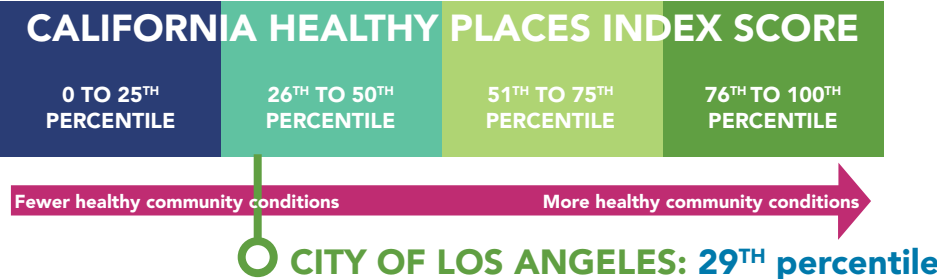 CALIFORNIA HEALTHY PLACES INDEX SCORE
0 TO 25TH
PERCENTILE
26TH TO 50TH
PERCENTILE
51TH TO 75TH
PERCENTILE
76TH TO 100TH
PERCENTILE
Fewer healthy community conditions
More healthy community conditions
CITY OF LOS ANGELES: 29TH percentile